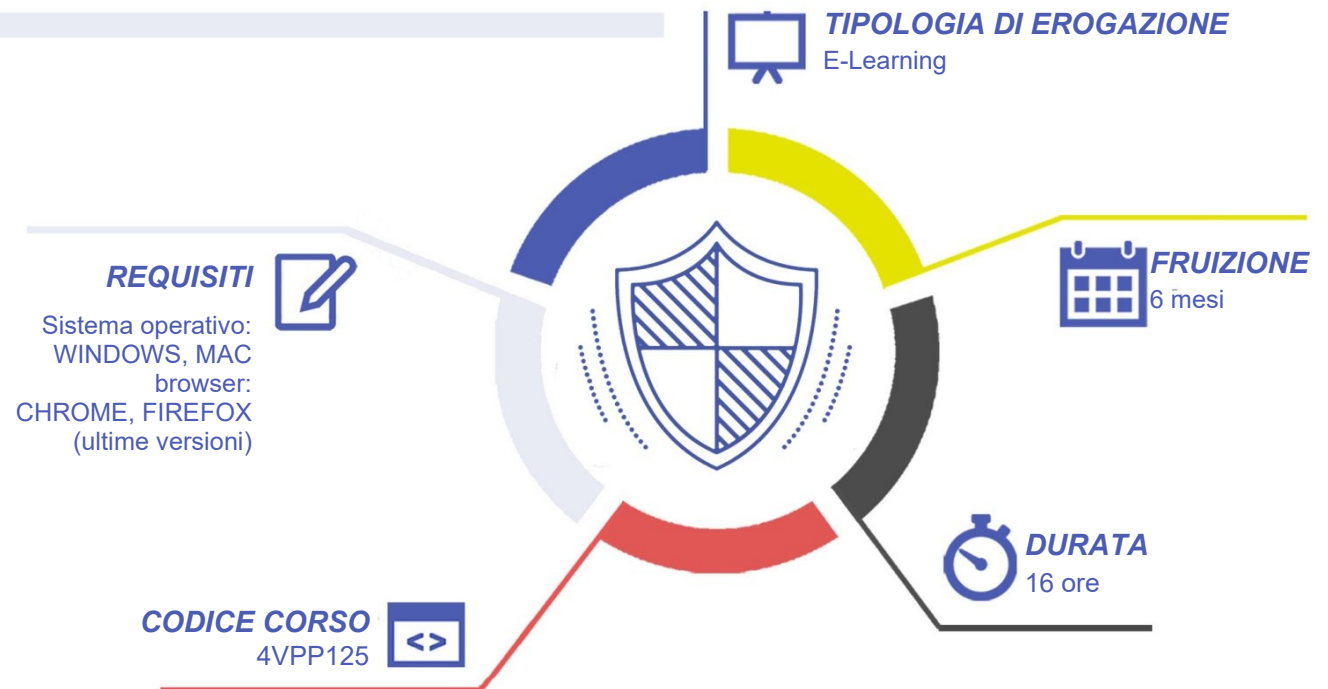 TIPOLOGIA DI EROGAZIONE
E-Learning
REQUISITI
Sistema operativo:
WINDOWS, MAC
browser:
CHROME, FIREFOX
(ultime versioni)
FRUIZIONE
6 mesi
DURATA
16 ore
CODICE CORSO
4VPP125
<>